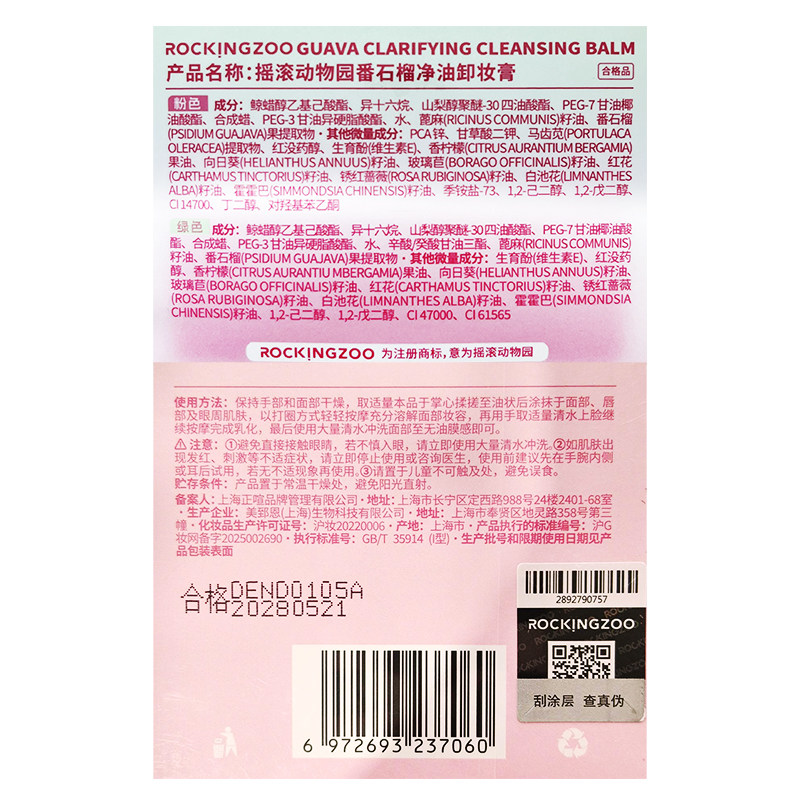 ROCKINGZOO GUAVA CLARIFYING CLEANSING BALM
产品名称：摇滚动物园番石榴净油卸妆膏 合格品
粉色 成分：鲸蜡醇乙基己酸酯、异十六烷、山梨醇聚醚-30 四油酸酯、PEG-7 甘油椰
油酸酯、合成蜡、PEG-3 甘油异硬脂酸酯、水、蓖麻(RICINUS COMMUNIS)籽油、番石榴
(PSIDIUM GUAJAVA)果提取物·其他微量成分：PCA 锌、甘草酸二钾、马齿苋(PORTULACA
OLERACEA)提取物、红没药醇、生育酚(维生素E)、香柠檬(CITRUS AURANTIUM BERGAMIA)
果油、向日葵(HELIANTHUS ANNUUS)籽油、玻璃苣(BORAGO OFFICINALIS)籽油、红花
(CARTHAMUS TINCTORIUS)籽油、锈红蔷薇(ROSA RUBIGINOSA)籽油、白池花(LIMNANTHES
ALBA)籽油、霍霍巴(SIMMONDSIA CHINENSIS)籽油、季铵盐-73、1,2-己二醇、1,2-戊二醇、
CI 14700、丁二醇、对羟基苯乙酮
绿色 成分：鲸蜡醇乙基己酸酯、异十六烷、山梨醇聚醚-30 四油酸酯、PEG-7 甘油椰油酸
酯、合成蜡、PEG-3 甘油异硬脂酸酯、水、辛酸/癸酸甘油三酯、蓖麻(RICINUS COMMUNIS)
籽油、番石榴(PSIDIUM GUAJAVA)果提取物·其他微量成分：生育酚(维生素E)、红没药
醇、香柠檬(CITRUS AURANTIU MBERGAMIA)果油、向日葵(HELIANTHUS ANNUUS)籽油、
玻璃苣(BORAGO OFFICINALIS)籽油、红花(CARTHAMUS TINCTORIUS)籽油、锈红蔷薇
(ROSA RUBIGINOSA)籽油、白池花(LIMNANTHES ALBA)籽油、霍霍巴(SIMMONDSIA
CHINENSIS)籽油、1,2-己二醇、1,2-戊二醇、CI 47000、CI 61565
ROCKINGZOO 为注册商标，意为摇滚动物园
使用方法：保持手部和面部干燥，取适量本品于掌心揉搓至油状后涂抹于面部、唇
部及眼周肌肤，以打圈方式轻轻按摩充分溶解面部妆容，再用手取适量清水上脸继
续按摩完成乳化，最后使用大量清水冲洗面部至无油膜感即可。
⚠ 注意：①避免直接接触眼睛，若不慎入眼，请立即使用大量清水冲洗。②如肌肤出
现发红、刺激等不适症状，请立即停止使用或咨询医生，使用前建议先在手腕内侧
或耳后试用，若无不适现象再使用。③请置于儿童不可触及处，避免误食。
贮存条件：产品置于常温干燥处，避免阳光直射。
备案人：上海正喧品牌管理有限公司·地址：上海市长宁区定西路988号24楼2401-68室
·生产企业：美郅恩(上海)生物科技有限公司·地址：上海市奉贤区地灵路358号第三
幢·化妆品生产许可证号：沪妆20220006·产地：上海市·产品执行的标准编号：沪G
妆网备字2025002690·执行标准：GB/T 35914 (I型)·生产批号和限期使用日期见产
品包装表面
合格 DEND0105A
20280521
2892790757
ROCKINGZOO
刮涂层 查真伪
6 972693 237060